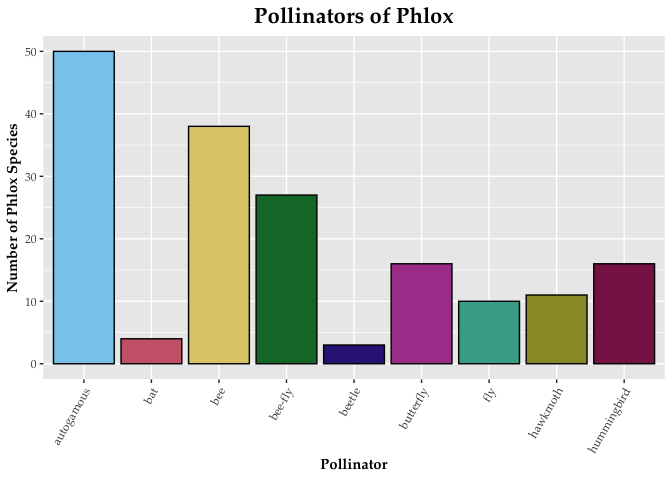 Pollinators of Phlox
Number of Phlox Species
50
40
30
20
10
0
autogamous
bat
bee
bee-fly
beetle
butterfly
fly
hawkmoth
hummingbird
Pollinator